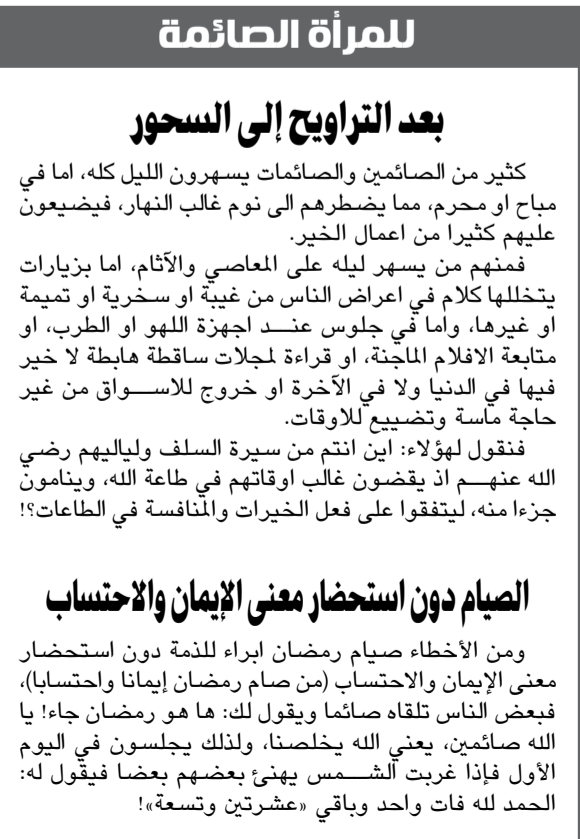 للمرأة الصائمة
بعد التراويح إلى السحور
كثير من الصائمين والصائمات يسهرون الليل كله، اما في
مباح او محرم، مما يضطرهم الى نوم غالب النهار، فيضيعون
عليهم كثيرا من اعمال الخير.
فمنهم من يسهر ليله على المعاصي والآثام، اما بزيارات
يتخللها كلام في اعراض الناس من غيبة او سخرية او تميمة
او غيرها، واما في جلوس عنـــد اجهزة اللهو او الطرب، او
متابعة الافلام الماجنة، او قراءة لمجلات ساقطة هابطة لا خير
فيها في الدنيا ولا في الآخرة او خروج للاســـواق من غير
حاجة ماسة وتضييع للاوقات.
فنقول لهؤلاء: اين انتم من سيرة السلف ولياليهم رضي
الله عنهـــم اذ يقضـون غالب اوقاتهم في طاعة الله، وينامون
جزءا منه، ليتفقوا على فعل الخيرات والمنافسة في الطاعات؟!
الصيام دون استحضار معنى الإيمان والاحتساب
ومن الأخطاء صيام رمضان ابراء للذمة دون استحضار
معنى الإيمان والاحتساب (من صام رمضان إيمانا واحتسابا)،
فبعض الناس تلقاه صائما ويقول لك: ها هو رمضان جاء! يا
الله صائمين، يعني الله يخلصنا، ولذلك يجلسون في اليوم
الأول فإذا غربت الشـــمس يهنئ بعضهم بعضا فيقول له:
الحمد لله فات واحد وباقي «عشرتين وتسعة»!